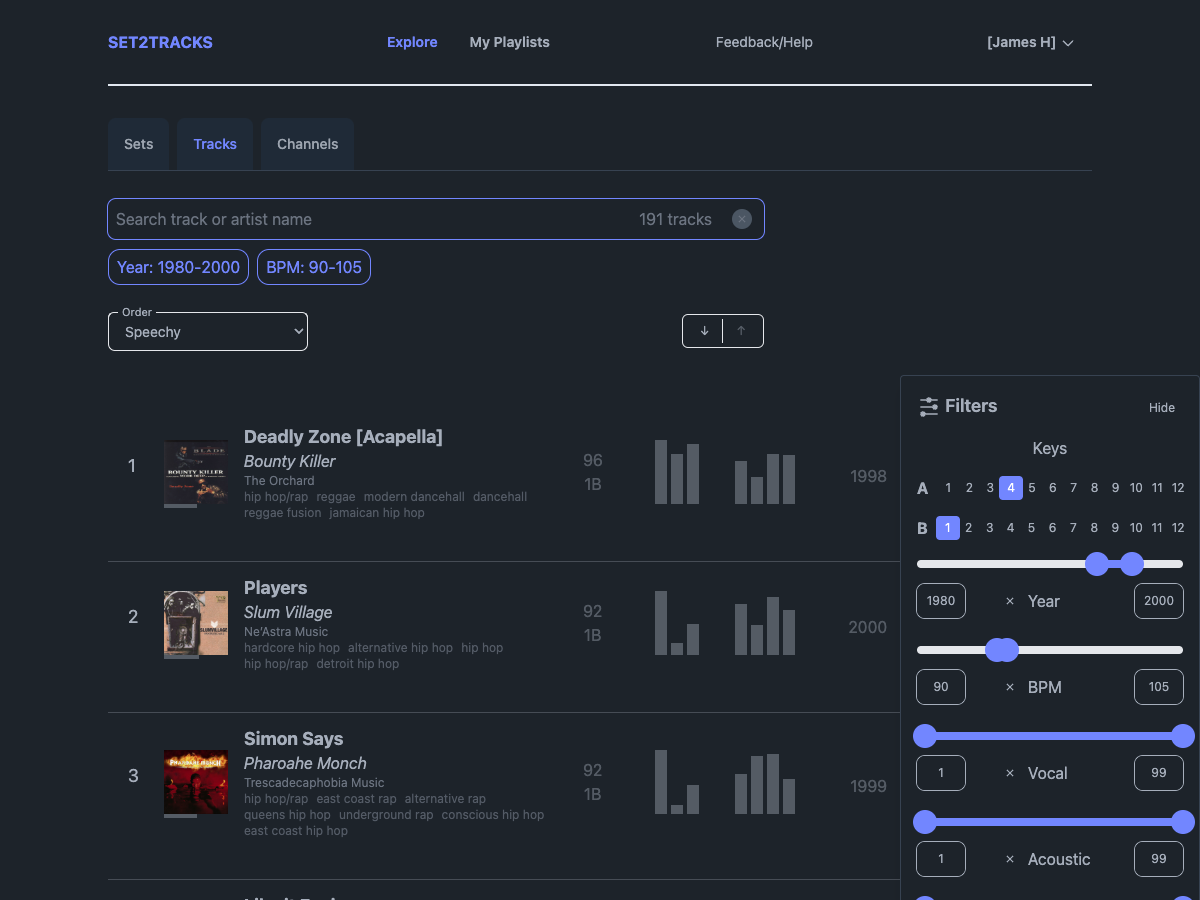 SET2TRACKS Explore My Playlists Feedback/Help [James H]
Sets Tracks Channels
Search track or artist name 191 tracks
Year: 1980-2000 BPM: 90-105
Order
Speechy
↓ ↑
1
Deadly Zone [Acapella]
Bounty Killer
The Orchard
hip hop/rap reggae modern dancehall dancehall
reggae fusion jamaican hip hop
96
1B
1998
BLADE
BOUNTY KILLER
2
Players
Slum Village
Ne'Astra Music
hardcore hip hop alternative hip hop hip hop
hip hop/rap detroit hip hop
92
1B
2000
SLUM VILLAGE
3
Simon Says
Pharoahe Monch
Trescadecaphobia Music
hip hop/rap east coast rap alternative rap
queens hip hop underground rap conscious hip hop
east coast hip hop
92
1B
1999
Filters Hide
Keys
A 1 2 3 4 5 6 7 8 9 10 11 12
B 1 2 3 4 5 6 7 8 9 10 11 12
1980 × Year 2000
90 × BPM 105
1 × Vocal 99
1 × Acoustic 99